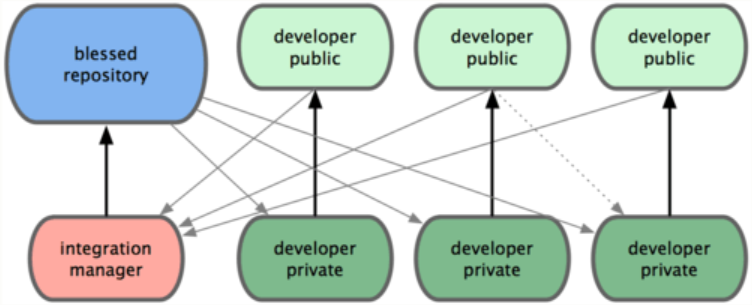 blessed
repository
developer
public
developer
public
developer
public
integration
manager
developer
private
developer
private
developer
private